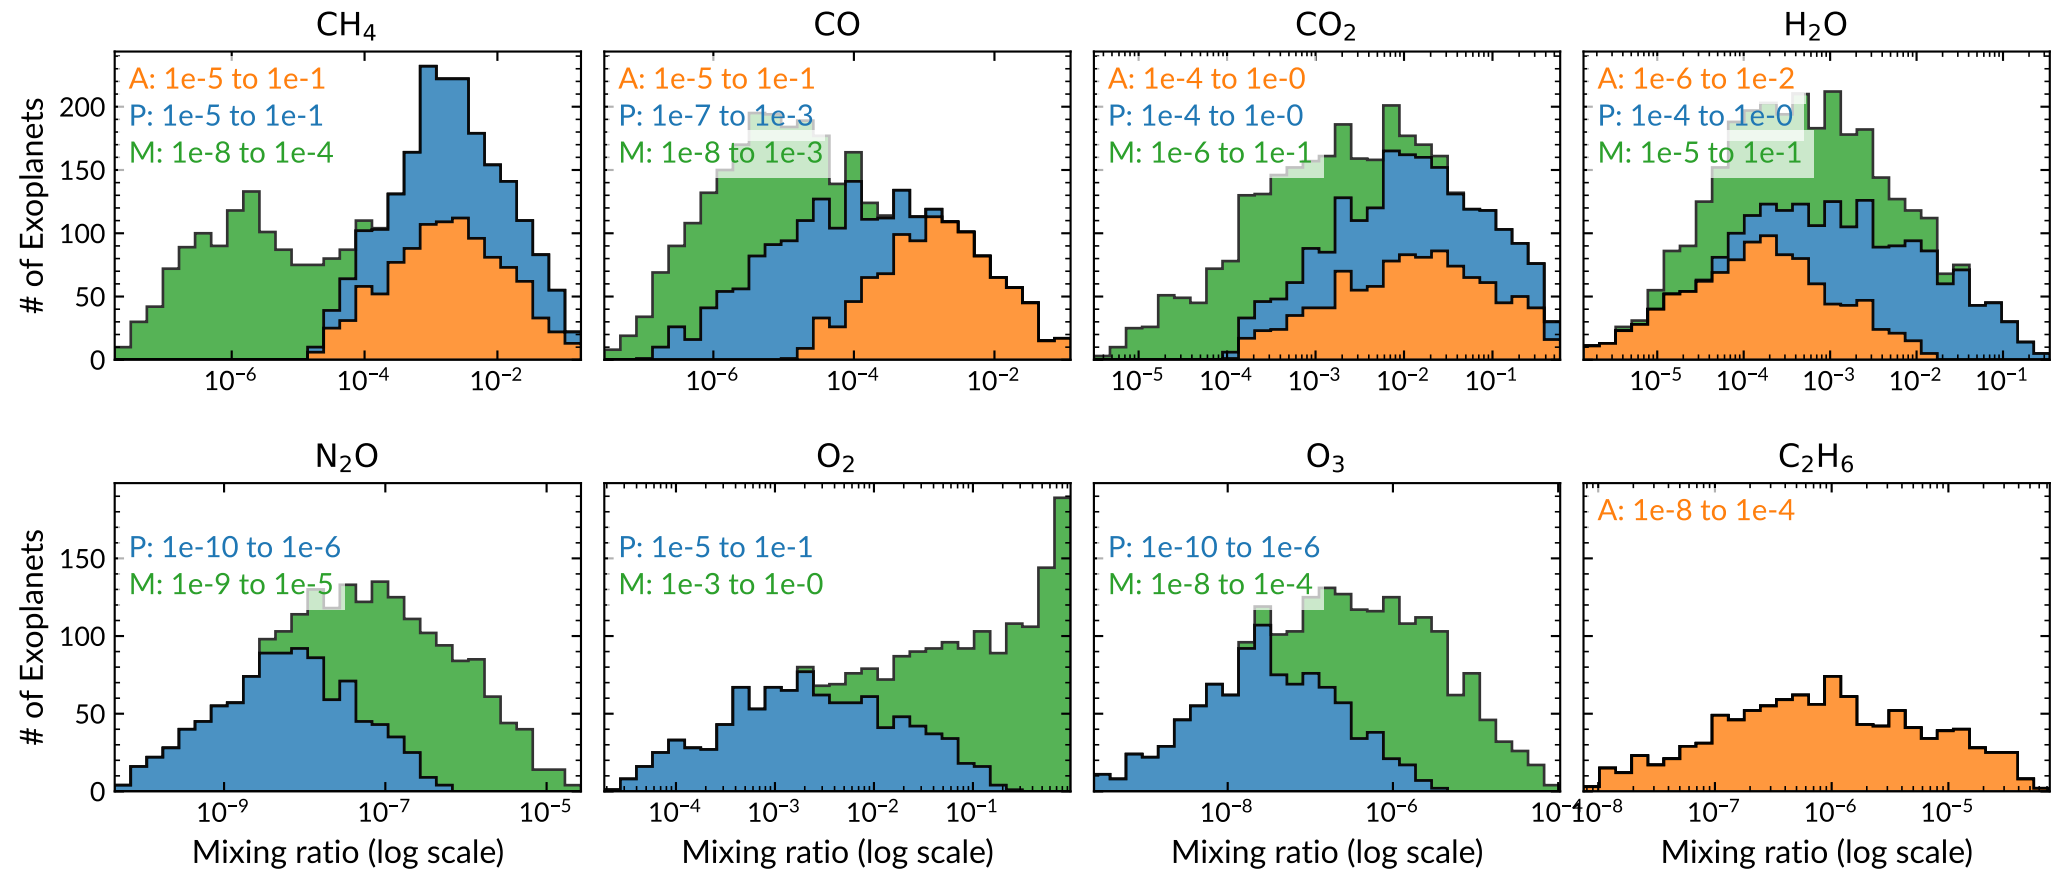 CH₄
CO
CO₂
H₂O
# of Exoplanets
200
150
100
50
0
A: 1e-5 to 1e-1
P: 1e-5 to 1e-1
M: 1e-8 to 1e-4
10⁻⁶ 10⁻⁴ 10⁻²
A: 1e-5 to 1e-1
P: 1e-7 to 1e-3
M: 1e-8 to 1e-3
10⁻⁶ 10⁻⁴ 10⁻²
A: 1e-4 to 1e-0
P: 1e-4 to 1e-0
M: 1e-6 to 1e-1
10⁻⁵ 10⁻⁴ 10⁻³ 10⁻² 10⁻¹
A: 1e-6 to 1e-2
P: 1e-4 to 1e-0
M: 1e-5 to 1e-1
10⁻⁵ 10⁻⁴ 10⁻³ 10⁻² 10⁻¹
N₂O
O₂
O₃
C₂H₆
# of Exoplanets
150
100
50
0
P: 1e-10 to 1e-6
M: 1e-9 to 1e-5
10⁻⁹ 10⁻⁷ 10⁻⁵
Mixing ratio (log scale)
P: 1e-5 to 1e-1
M: 1e-3 to 1e-0
10⁻⁴ 10⁻³ 10⁻² 10⁻¹
Mixing ratio (log scale)
P: 1e-10 to 1e-6
M: 1e-8 to 1e-4
10⁻⁸ 10⁻⁶ 10⁻⁴
Mixing ratio (log scale)
A: 1e-8 to 1e-4
10⁻⁸ 10⁻⁷ 10⁻⁶ 10⁻⁵
Mixing ratio (log scale)